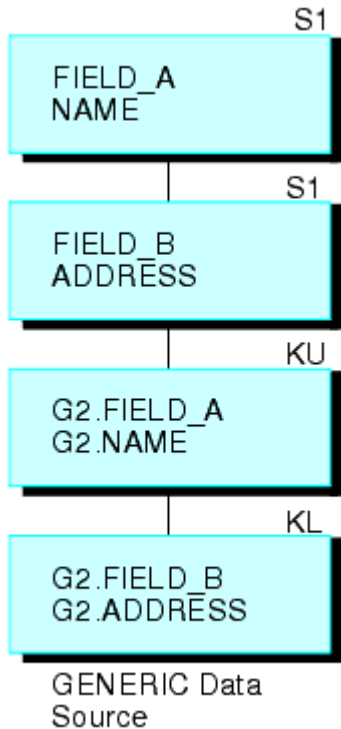 S1
FIELD_A
NAME
S1
FIELD_B
ADDRESS
KU
G2.FIELD_A
G2.NAME
KL
G2.FIELD_B
G2.ADDRESS
GENERIC Data
Source